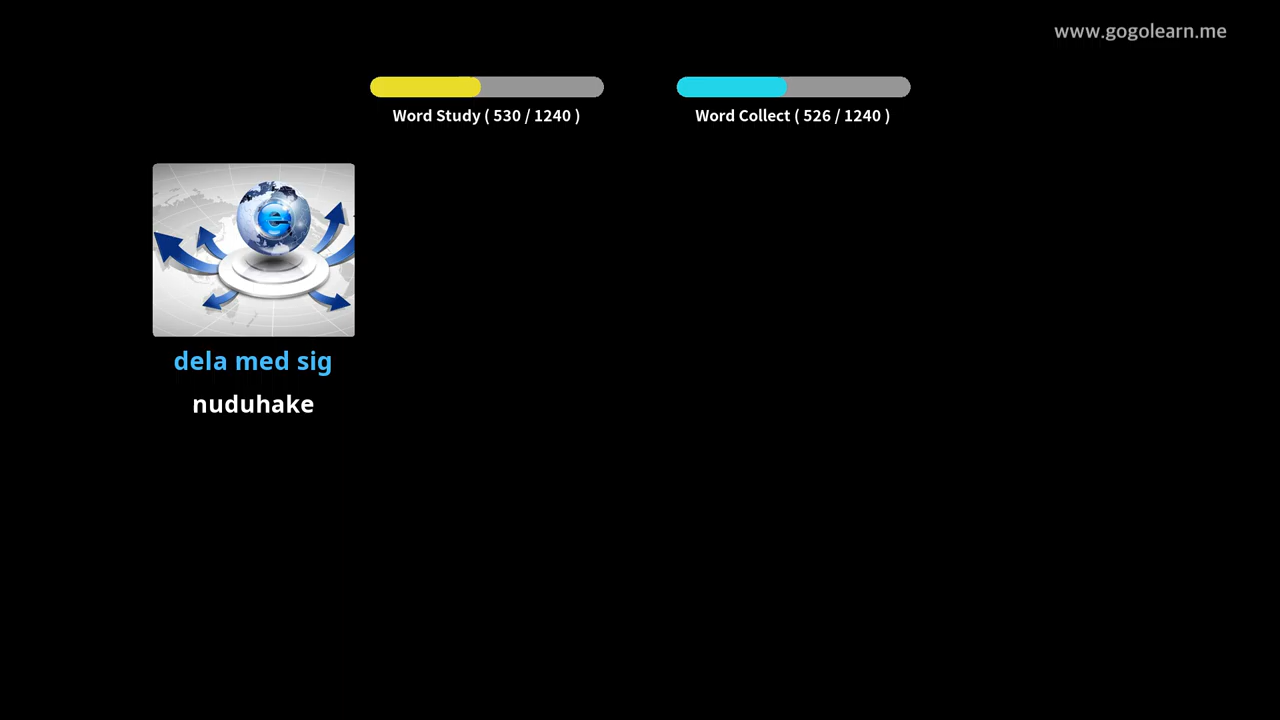 www.gogolearn.me
Word Study ( 530 / 1240 )
Word Collect ( 526 / 1240 )
e
dela med sig
nuduhake